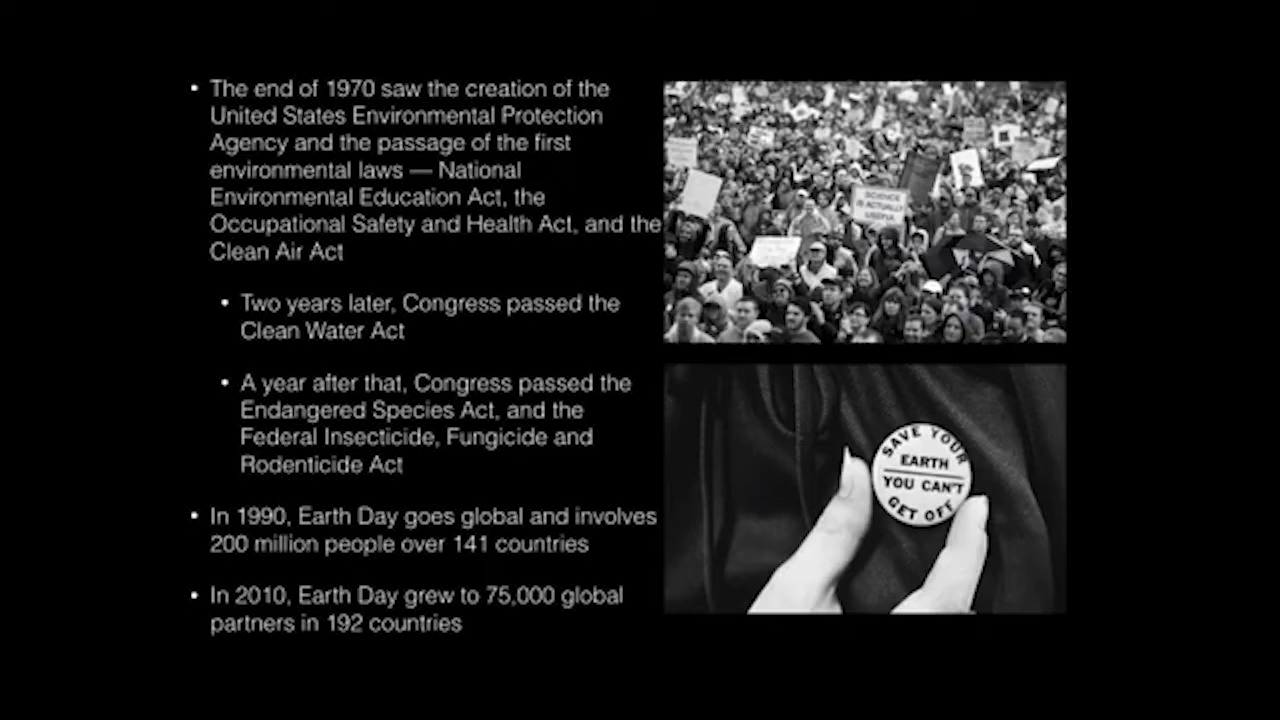 • The end of 1970 saw the creation of the
United States Environmental Protection
Agency and the passage of the first
environmental laws — National
Environmental Education Act, the
Occupational Safety and Health Act, and the
Clean Air Act
• Two years later, Congress passed the
Clean Water Act
• A year after that, Congress passed the
Endangered Species Act, and the
Federal Insecticide, Fungicide and
Rodenticide Act
• In 1990, Earth Day goes global and involves
200 million people over 141 countries
• In 2010, Earth Day grew to 75,000 global
partners in 192 countries
SCIENCE
IS ACTUALLY
USEFUL
SAVE YOUR
EARTH
YOU CAN'T
GET OFF